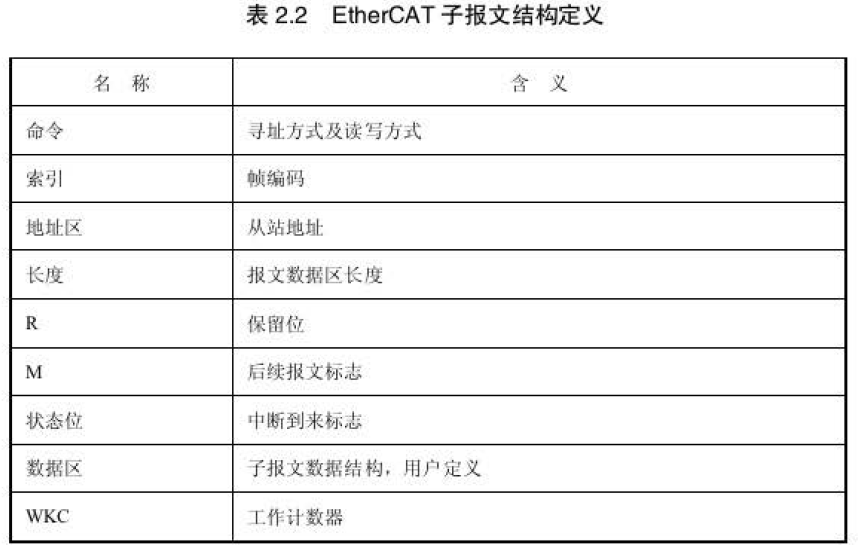 表 2.2 EtherCAT 子报文结构定义
名 称 含 义
命令 寻址方式及读写方式
索引 帧编码
地址区 从站地址
长度 报文数据区长度
R 保留位
M 后续报文标志
状态位 中断到来标志
数据区 子报文数据结构，用户定义
WKC 工作计数器